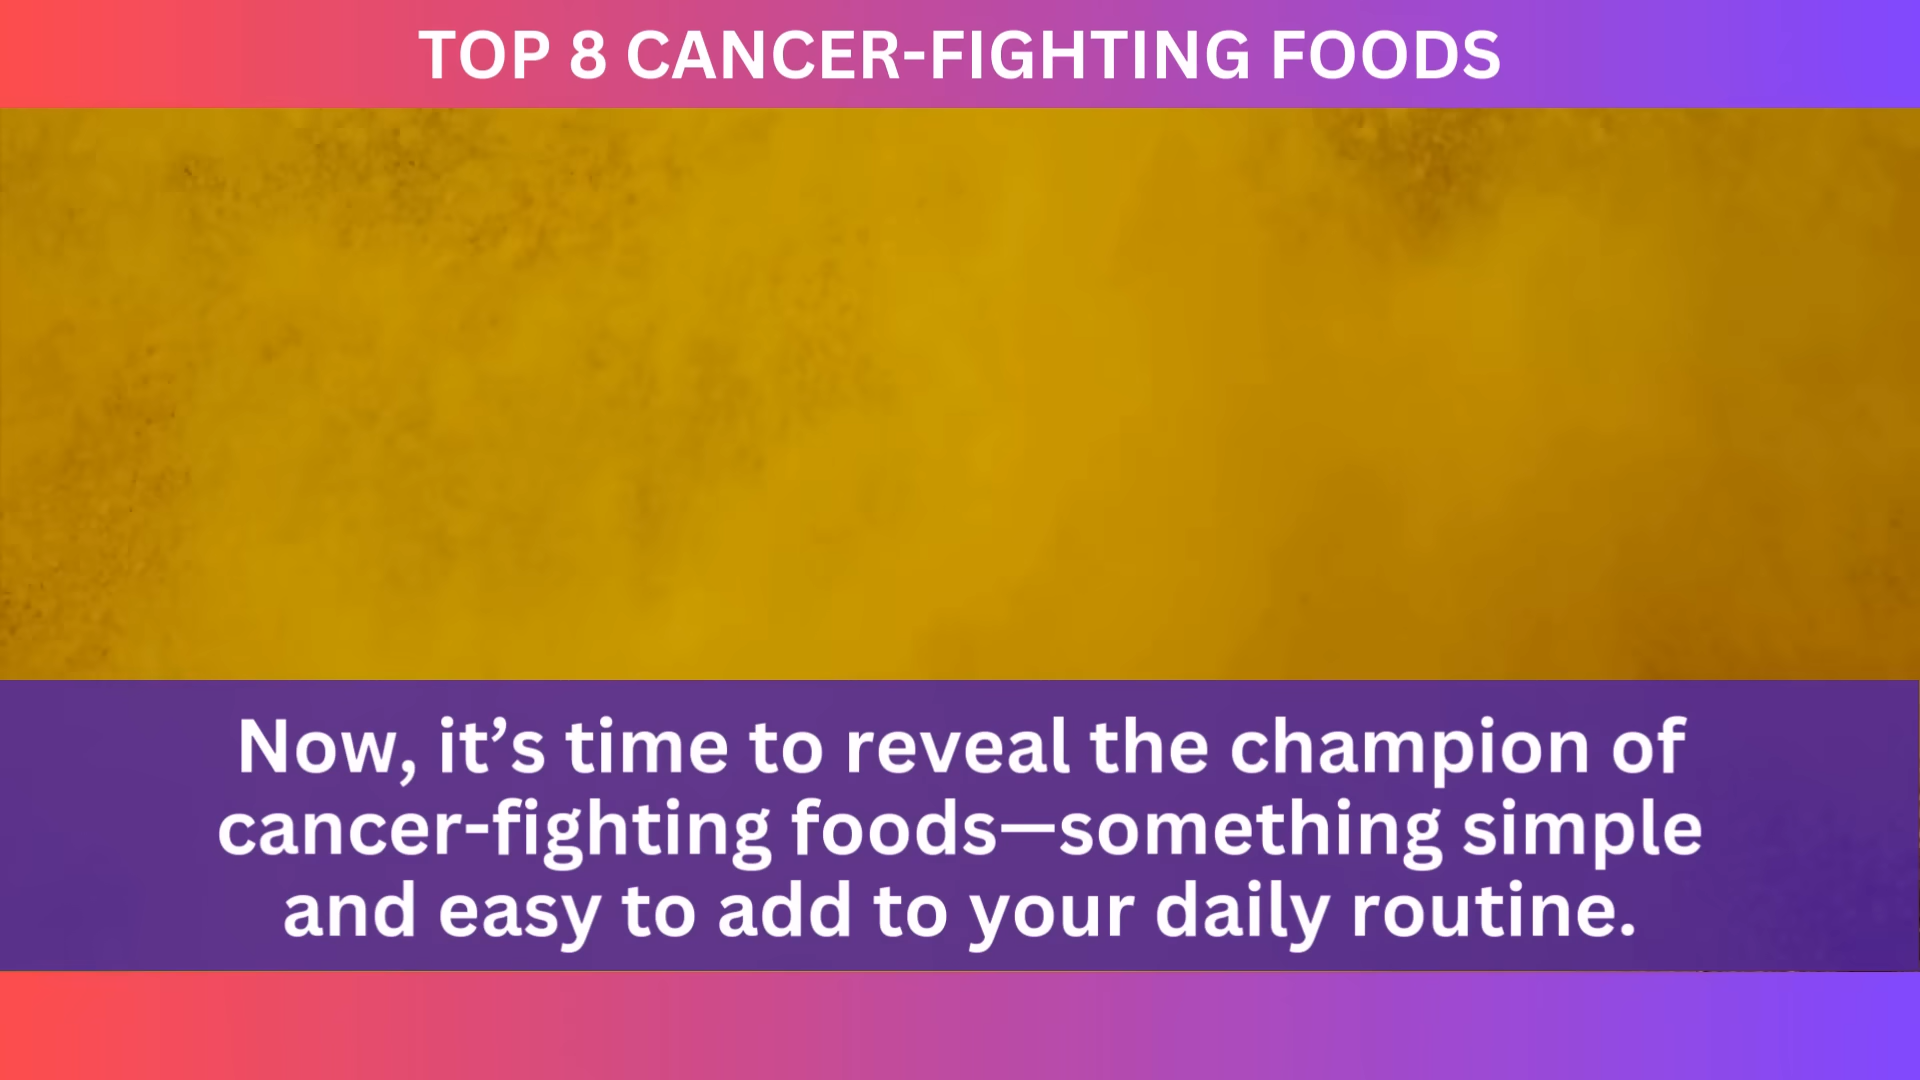 TOP 8 CANCER-FIGHTING FOODS
Now, it’s time to reveal the champion of
cancer-fighting foods—something simple
and easy to add to your daily routine.